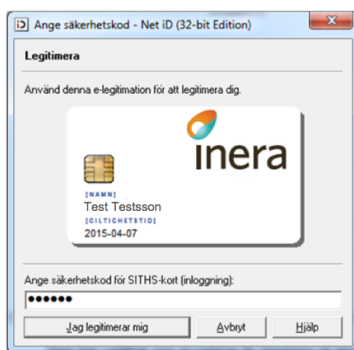 Ange säkerhetskod - Net iD (32-bit Edition)
Legitimera
Använd denna e-legitimation för att legitimera dig.
inera
[NAMN]
Test Testsson
[GILTIGHETSTID]
2015-04-07
Ange säkerhetskod för SITHS-kort (inloggning):
●●●●●●
Jag legitimerar mig
Avbryt
Hjälp